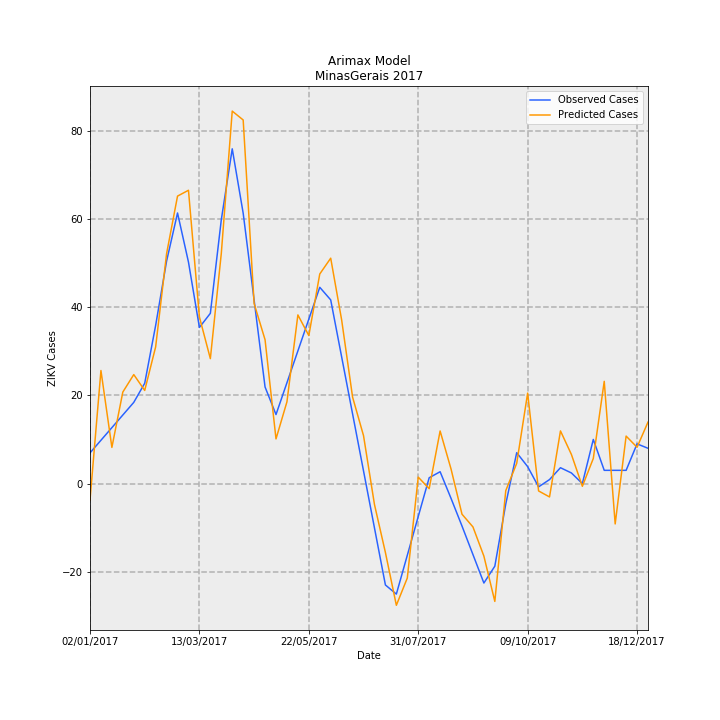 Arimax Model
MinasGerais 2017
Observed Cases
Predicted Cases
80
60
40
20
0
−20
ZIKV Cases
02/01/2017 13/03/2017 22/05/2017 31/07/2017 09/10/2017 18/12/2017
Date